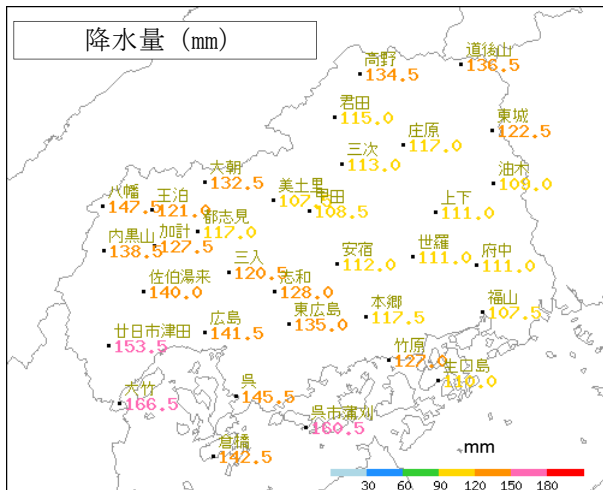 降水量 (mm)
道後山
136.5
高野
134.5
君田
115.0
東城
122.5
庄原
117.0
三次
113.0
油木
109.0
大朝
132.5
八幡
147.5
王泊
121.0
美土里
107.
甲田
108.5
上下
111.0
都志見
117.0
加計
127.5
内黒山
138.5
三入
120.5
安宿
112.0
世羅
111.0
府中
111.0
佐伯湯来
140.0
志和
128.0
東広島
135.0
本郷
117.5
福山
107.5
広島
141.5
廿日市津田
153.5
竹原
127.0
生口島
110.0
大竹
166.5
呉
145.5
呉市蒲刈
160.5
倉橋
142.5
mm
30 60 90 120 150 180